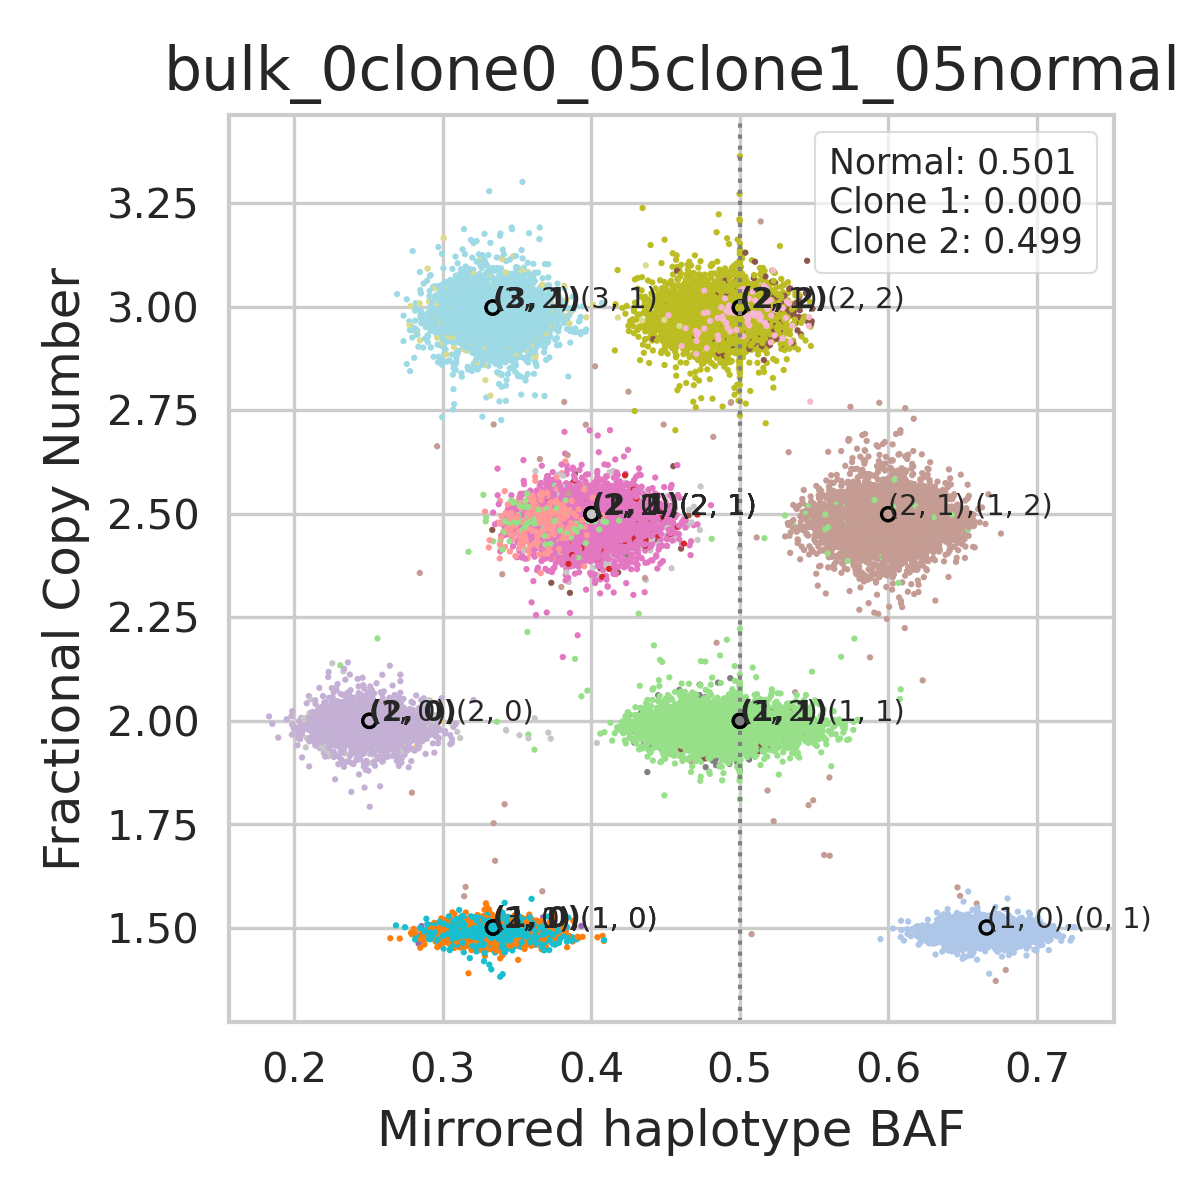 bulk_0clone0_05clone1_05normal
Normal: 0.501
Clone 1: 0.000
Clone 2: 0.499
3.25
3.00
2.75
2.50
2.25
2.00
1.75
1.50
(3, 1)
(2, 2)
(2, 1)
(2, 1),(1, 2)
(2, 0)
(1, 1)
(1, 0)
(1, 0),(0, 1)
0.2
0.3
0.4
0.5
0.6
0.7
Mirrored haplotype BAF
Fractional Copy Number